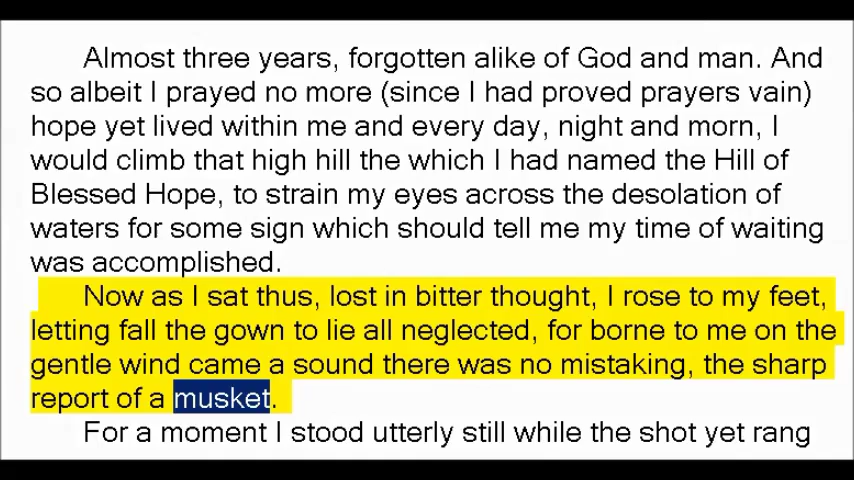 Almost three years, forgotten alike of God and man. And
so albeit I prayed no more (since I had proved prayers vain)
hope yet lived within me and every day, night and morn, I
would climb that high hill the which I had named the Hill of
Blessed Hope, to strain my eyes across the desolation of
waters for some sign which should tell me my time of waiting
was accomplished.
Now as I sat thus, lost in bitter thought, I rose to my feet,
letting fall the gown to lie all neglected, for borne to me on the
gentle wind came a sound there was no mistaking, the sharp
report of a musket.
For a moment I stood utterly still while the shot yet rang